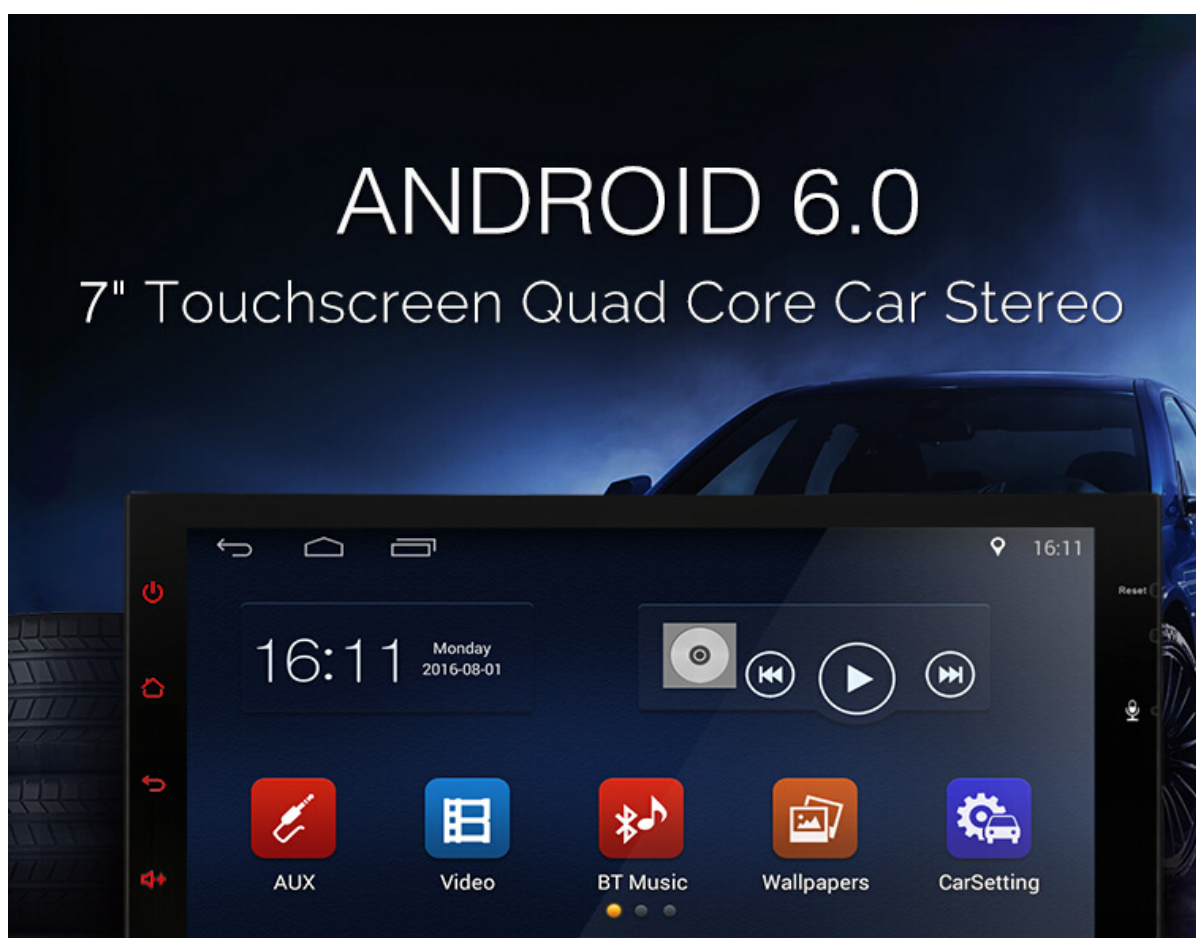 ANDROID 6.0
7" Touchscreen Quad Core Car Stereo
16:11
Reset
16:11
Monday
2016-08-01
AUX
Video
BT Music
Wallpapers
CarSetting